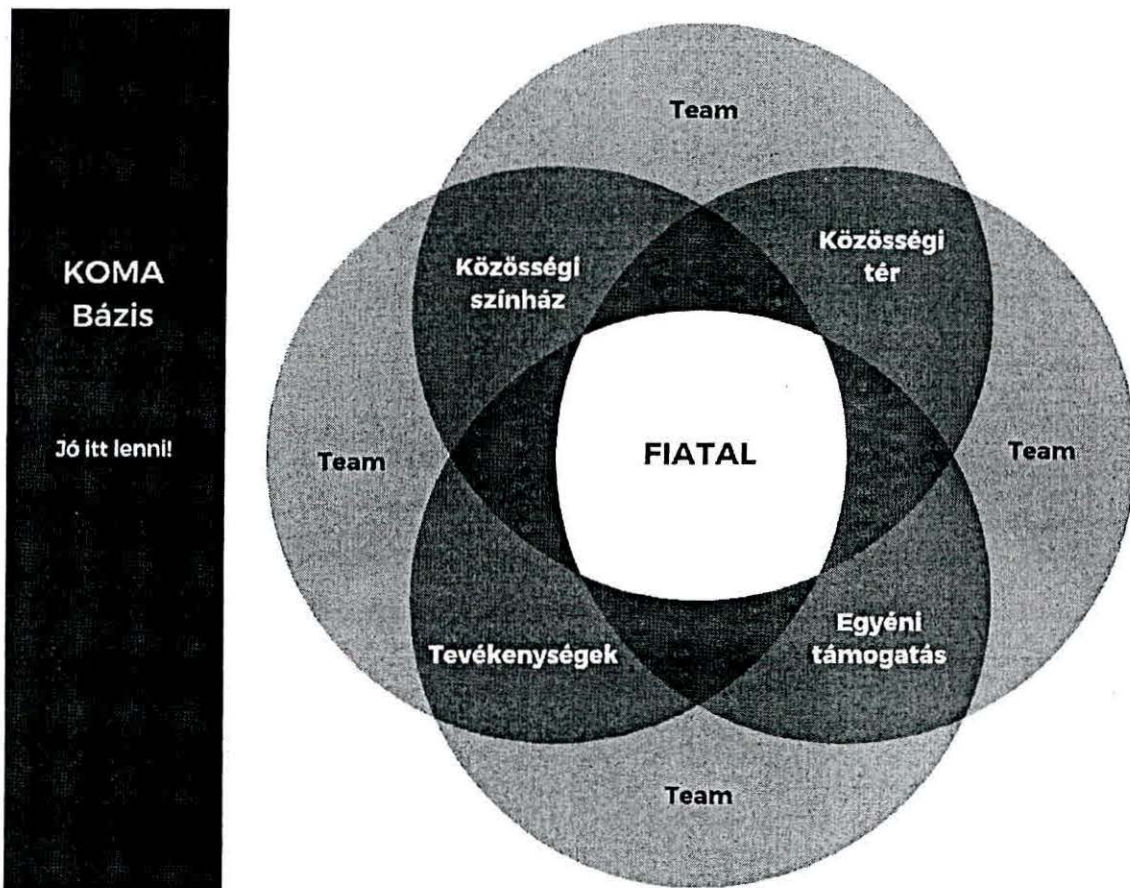 KOMA
Bázis
Jó itt lenni!
Team
Közösségi
színház
Közösségi
tér
Team
FIATAL
Team
Tevékenységek
Egyéni
támogatás
Team